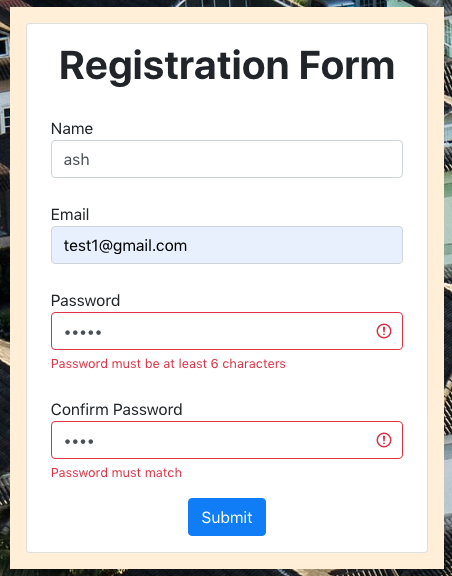 Registration Form
Name
ash
Email
test1@gmail.com
Password
•••••
Password must be at least 6 characters
Confirm Password
••••
Password must match
Submit